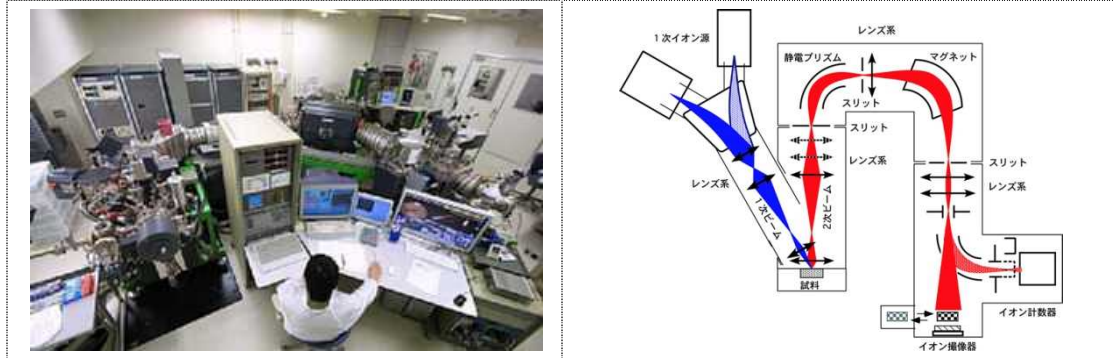 1次イオン源
レンズ系
静電プリズム
マグネット
スリット
スリット
レンズ系
レンズ系
1次ビーム
2次ビーム
スリット
レンズ系
試料
イオン計数器
イオン撮像器